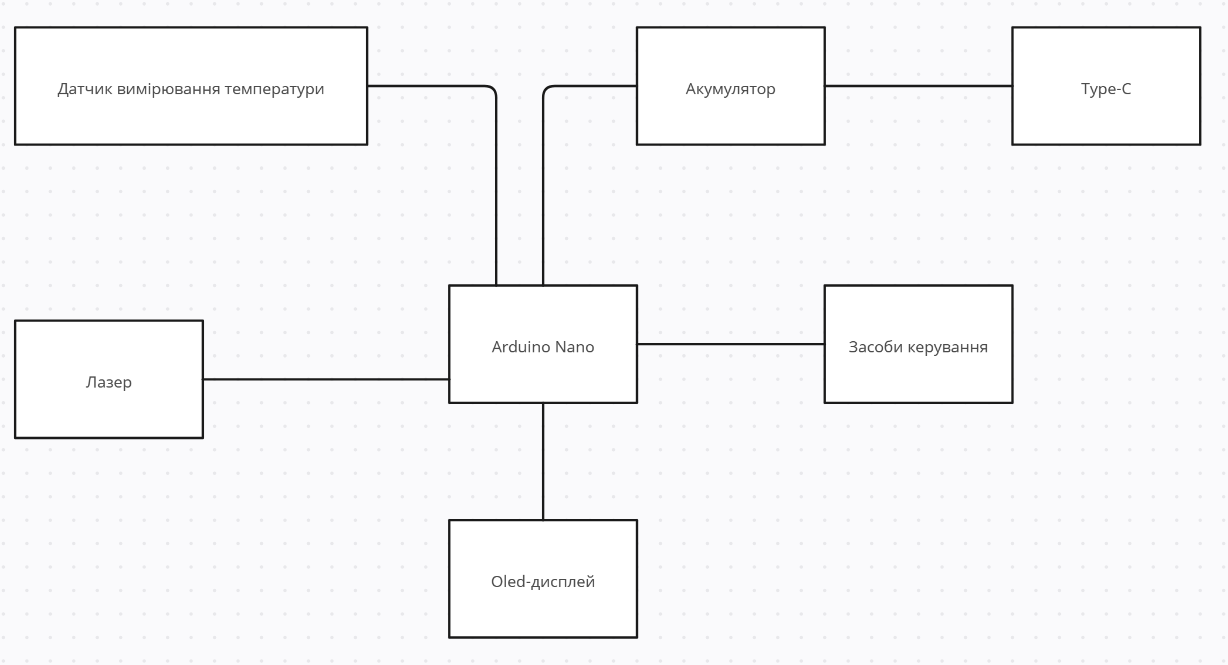 Датчик вимірювання температури
Акумулятор
Type-C
Arduino Nano
Засоби керування
Лазер
Oled-дисплей